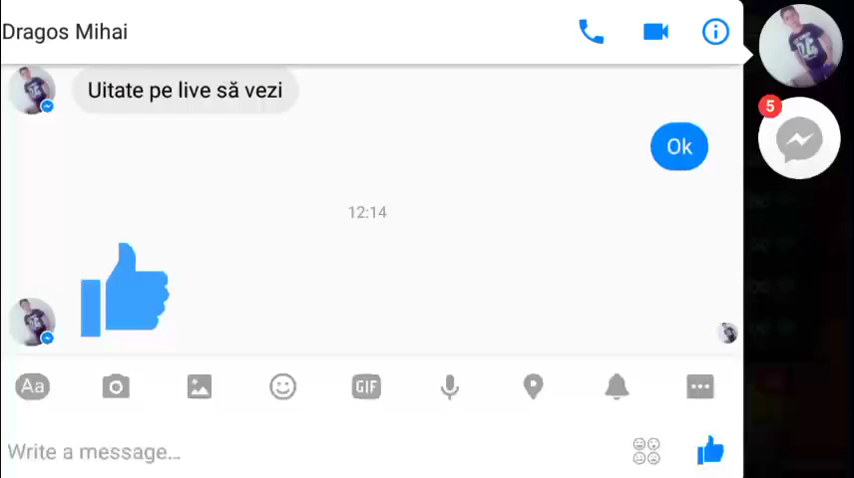 Dragos Mihai
Uitate pe live să vezi
5
Ok
12:14
Aa
GIF
Write a message...